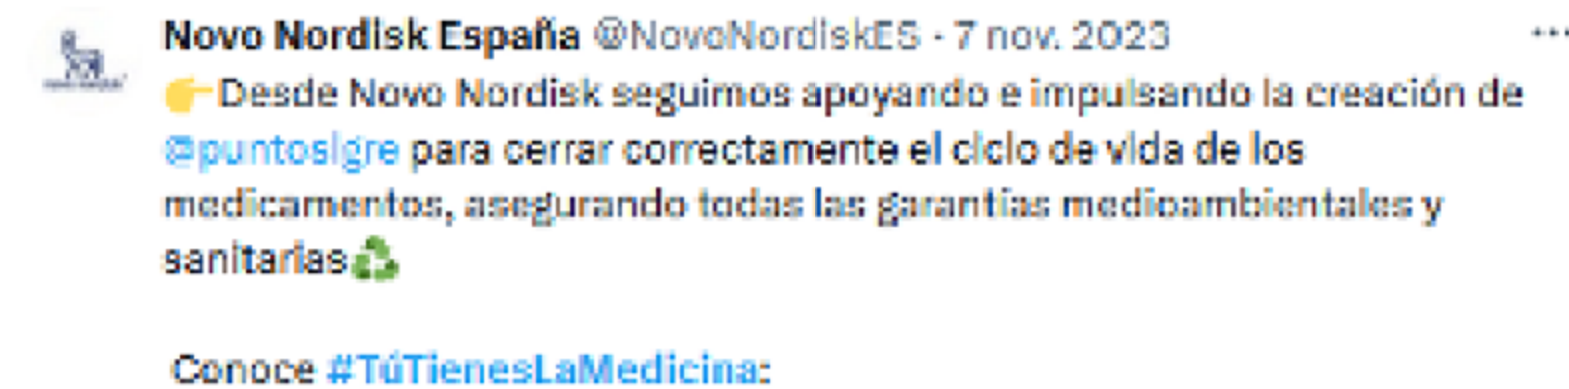 Novo Nordisk España @NovoNordiskES · 7 nov. 2023 ...
👉Desde Novo Nordisk seguimos apoyando e impulsando la creación de
@puntosigre para cerrar correctamente el ciclo de vida de los
medicamentos, asegurando todas las garantías medioambientales y
sanitarias♻
Conoce #TúTienesLaMedicina: